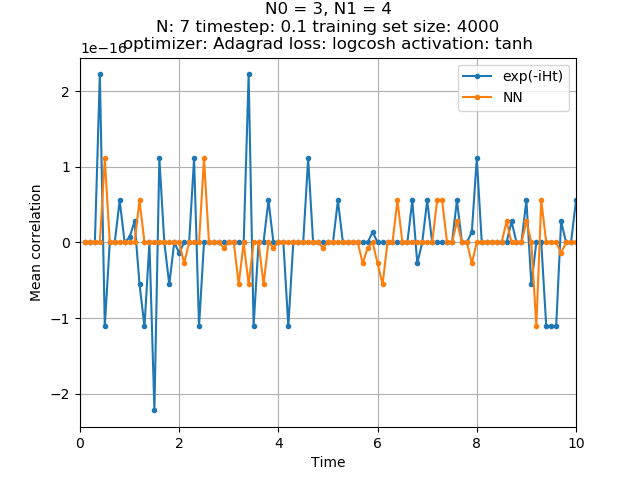 N0 = 3, N1 = 4
N: 7 timestep: 0.1 training set size: 4000
optimizer: Adagrad loss: logcosh activation: tanh
1e−16
exp(-iHt)
NN
2
1
0
−1
−2
Mean correlation
0 2 4 6 8 10
Time